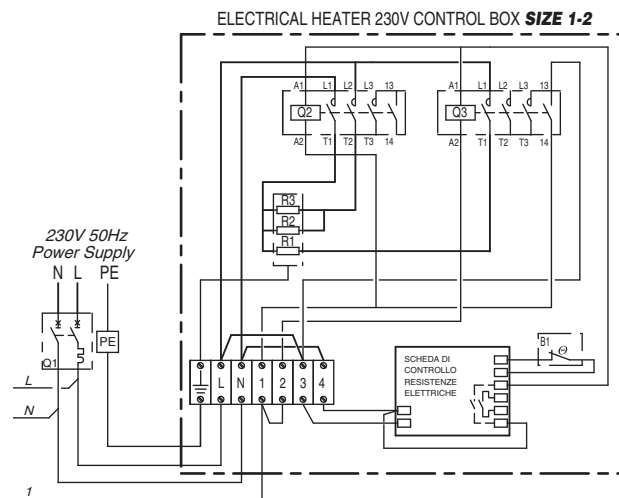 ELECTRICAL HEATER 230V CONTROL BOX SIZE 1-2
A1 L1 L2 L3 13
A1 L1 L2 L3 13
Q2
Q3
A2 T1 T2 T3 14
A2 T1 T2 T3 14
R3
R2
R1
230V 50Hz
Power Supply
N L PE
PE
Q1
L
N
L N 1 2 3 4
SCHEDA DI
CONTROLLO
RESISTENZE
ELETTRICHE
B1
Θ
1